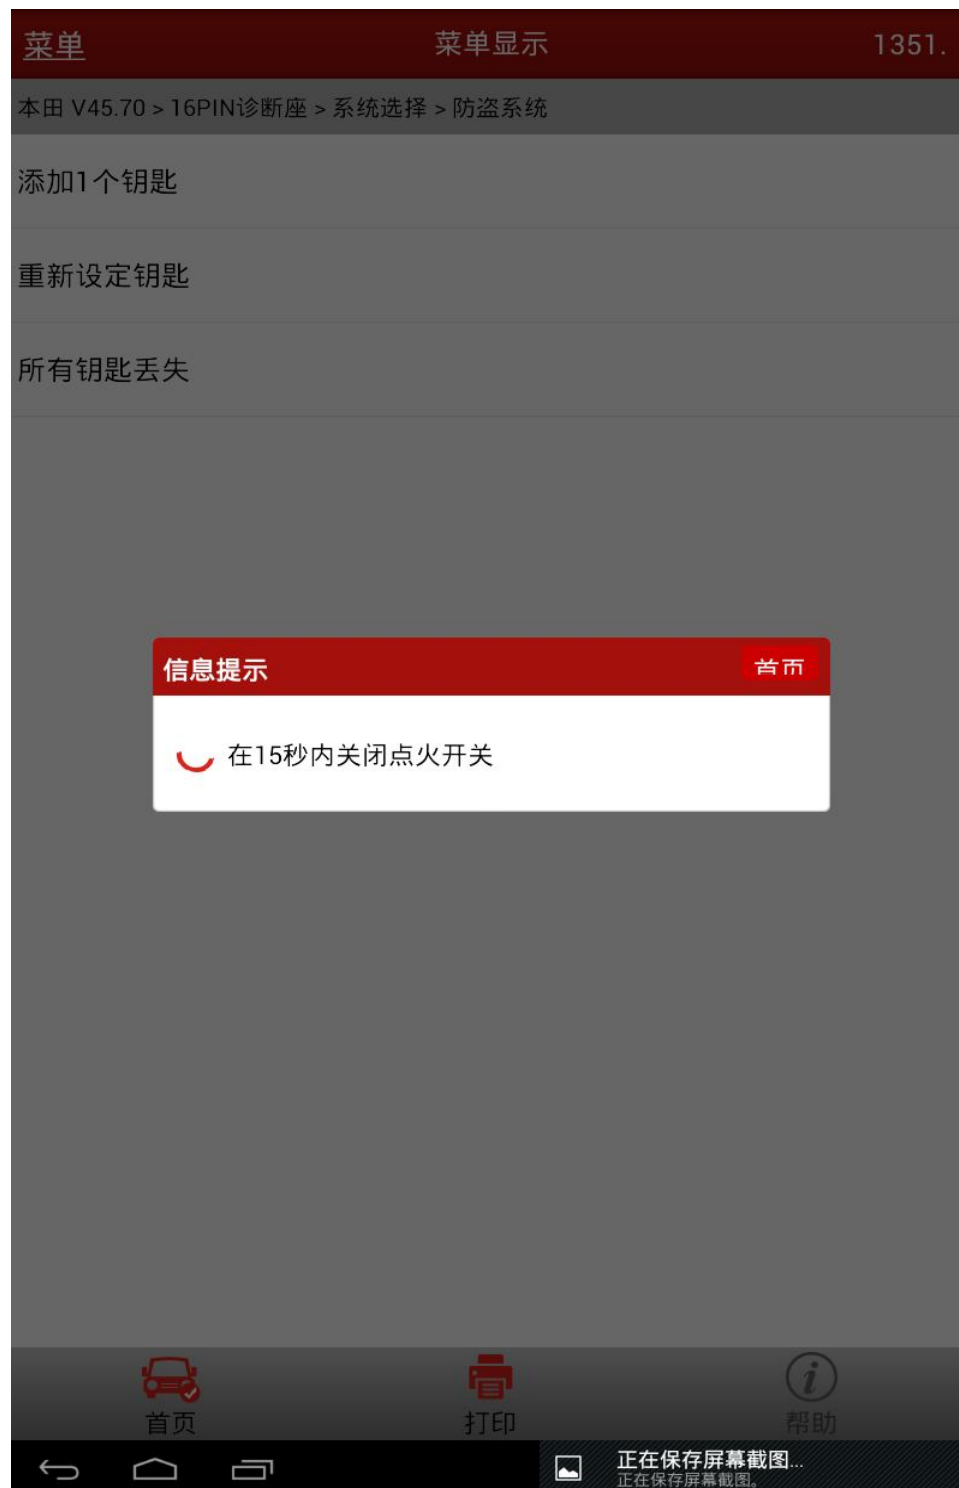 菜单 菜单显示 1351.
本田 V45.70 > 16PIN诊断座 > 系统选择 > 防盗系统
添加1个钥匙
重新设定钥匙
所有钥匙丢失
信息提示 首页
在15秒内关闭点火开关
首页 打印 帮助
正在保存屏幕截图...
正在保存屏幕截图。